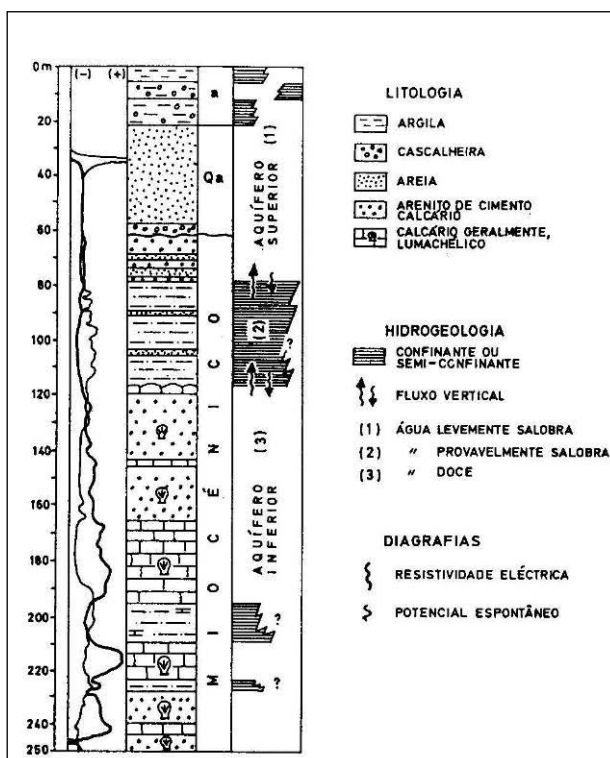 0m
(-) (+)
20
40
60
80
100
120
140
160
180
200
220
240
250
a
Qa
MIOCÉNICO
(1)
AQUÍFERO
SUPERIOR
(2)
?
(3)
AQUÍFERO
INFERIOR
?
?
LITOLOGIA
ARGILA
CASCALHEIRA
AREIA
ARENITO DE CIMENTO
CALCÁRIO
CALCÁRIO GERALMENTE,
LUMACHÉLICO
HIDROGEOLOGIA
CONFINANTE OU
SEMI-CONFINANTE
FLUXO VERTICAL
(1) ÁGUA LEVEMENTE SALOBRA
(2) " PROVAVELMENTE SALOBRA
(3) " DOCE
DIAGRAFIAS
RESISTIVIDADE ELÉCTRICA
POTENCIAL ESPONTÂNEO